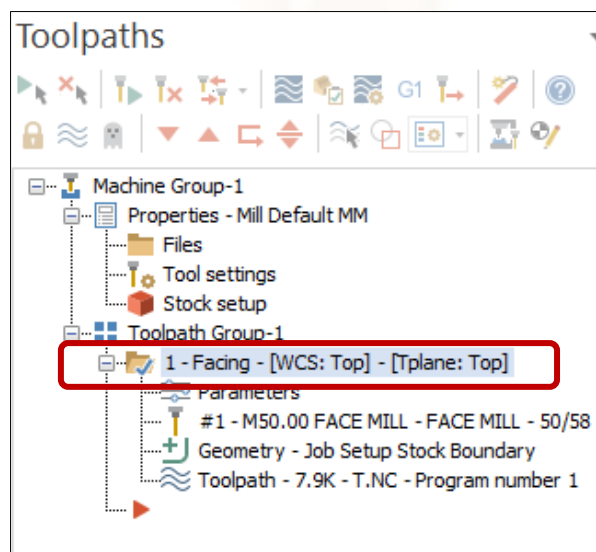 Toolpaths
G1
Machine Group-1
Properties - Mill Default MM
Files
Tool settings
Stock setup
Toolpath Group-1
1 - Facing - [WCS: Top] - [Tplane: Top]
Parameters
#1 - M50.00 FACE MILL - FACE MILL - 50/58
Geometry - Job Setup Stock Boundary
Toolpath - 7.9K - T.NC - Program number 1